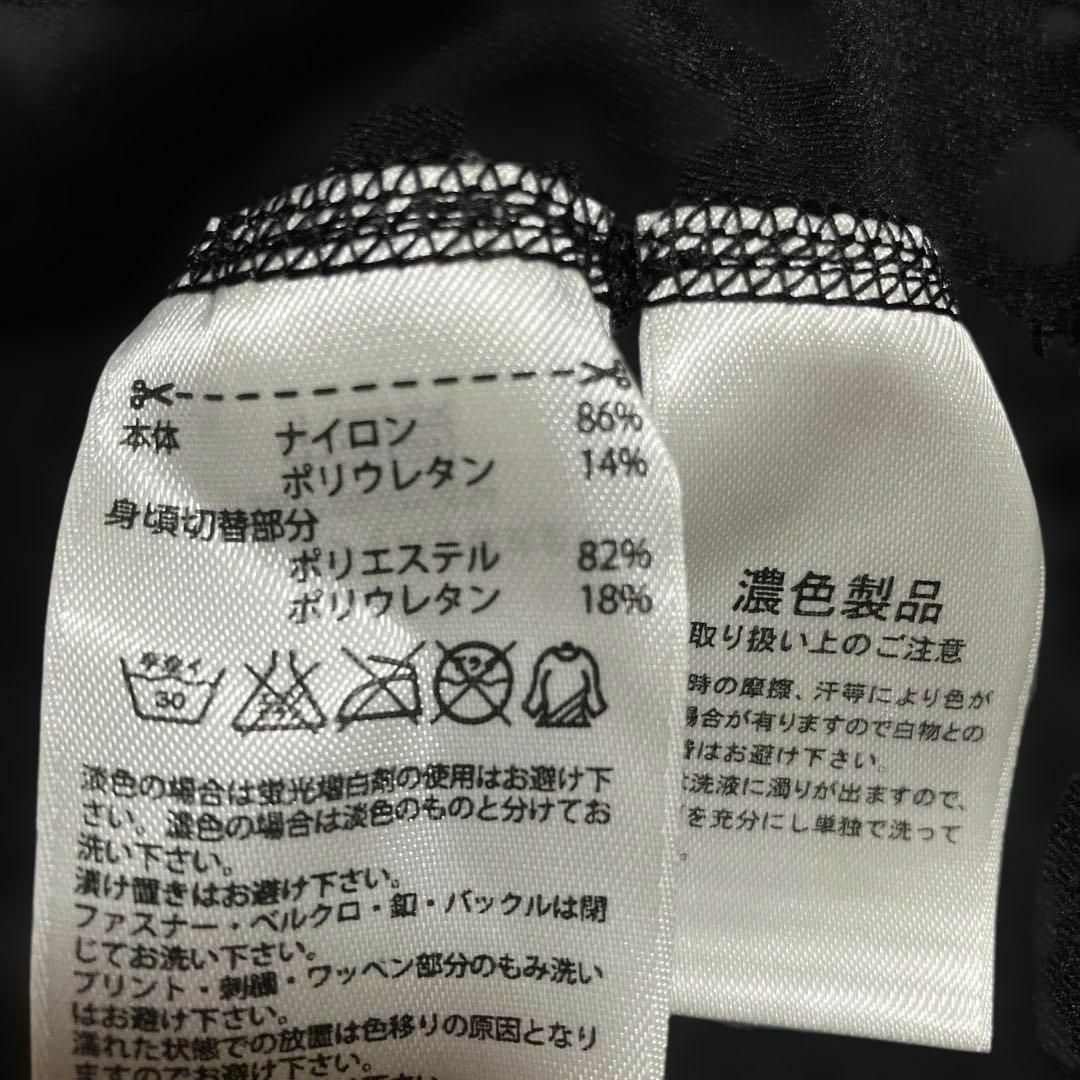 本体 ナイロン 86%
ポリウレタン 14%
身頃切替部分
ポリエステル 82%
ポリウレタン 18%
30
淡色の場合は蛍光増白剤の使用はお避け下
さい。濃色の場合は淡色のものと分けてお
洗い下さい。
漬け置きはお避け下さい。
ファスナー・ベルクロ・釦・バックルは閉
じてお洗い下さい。
プリント・刺繍・ワッペン部分のもみ洗い
はお避け下さい。
濡れた状態での放置は色移りの原因となり
ますのでお避け下さい。
濃色製品
取り扱い上のご注意
時の摩擦、汗等により色が
場合が有りますので白物との
はお避け下さい。
洗液に濁りが出ますので、
を充分にし単独で洗って
。